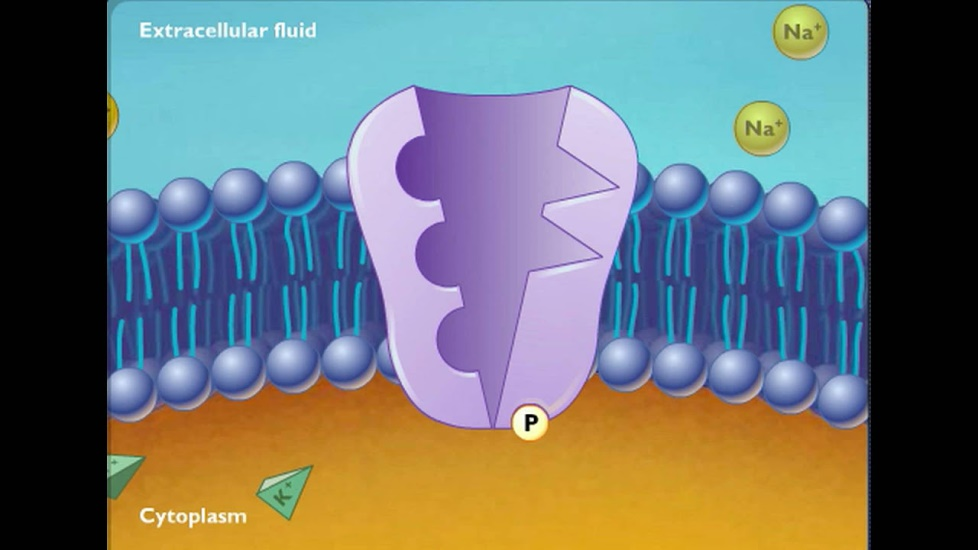 Extracellular fluid
Na⁺
Na⁺
P
K⁺
Cytoplasm